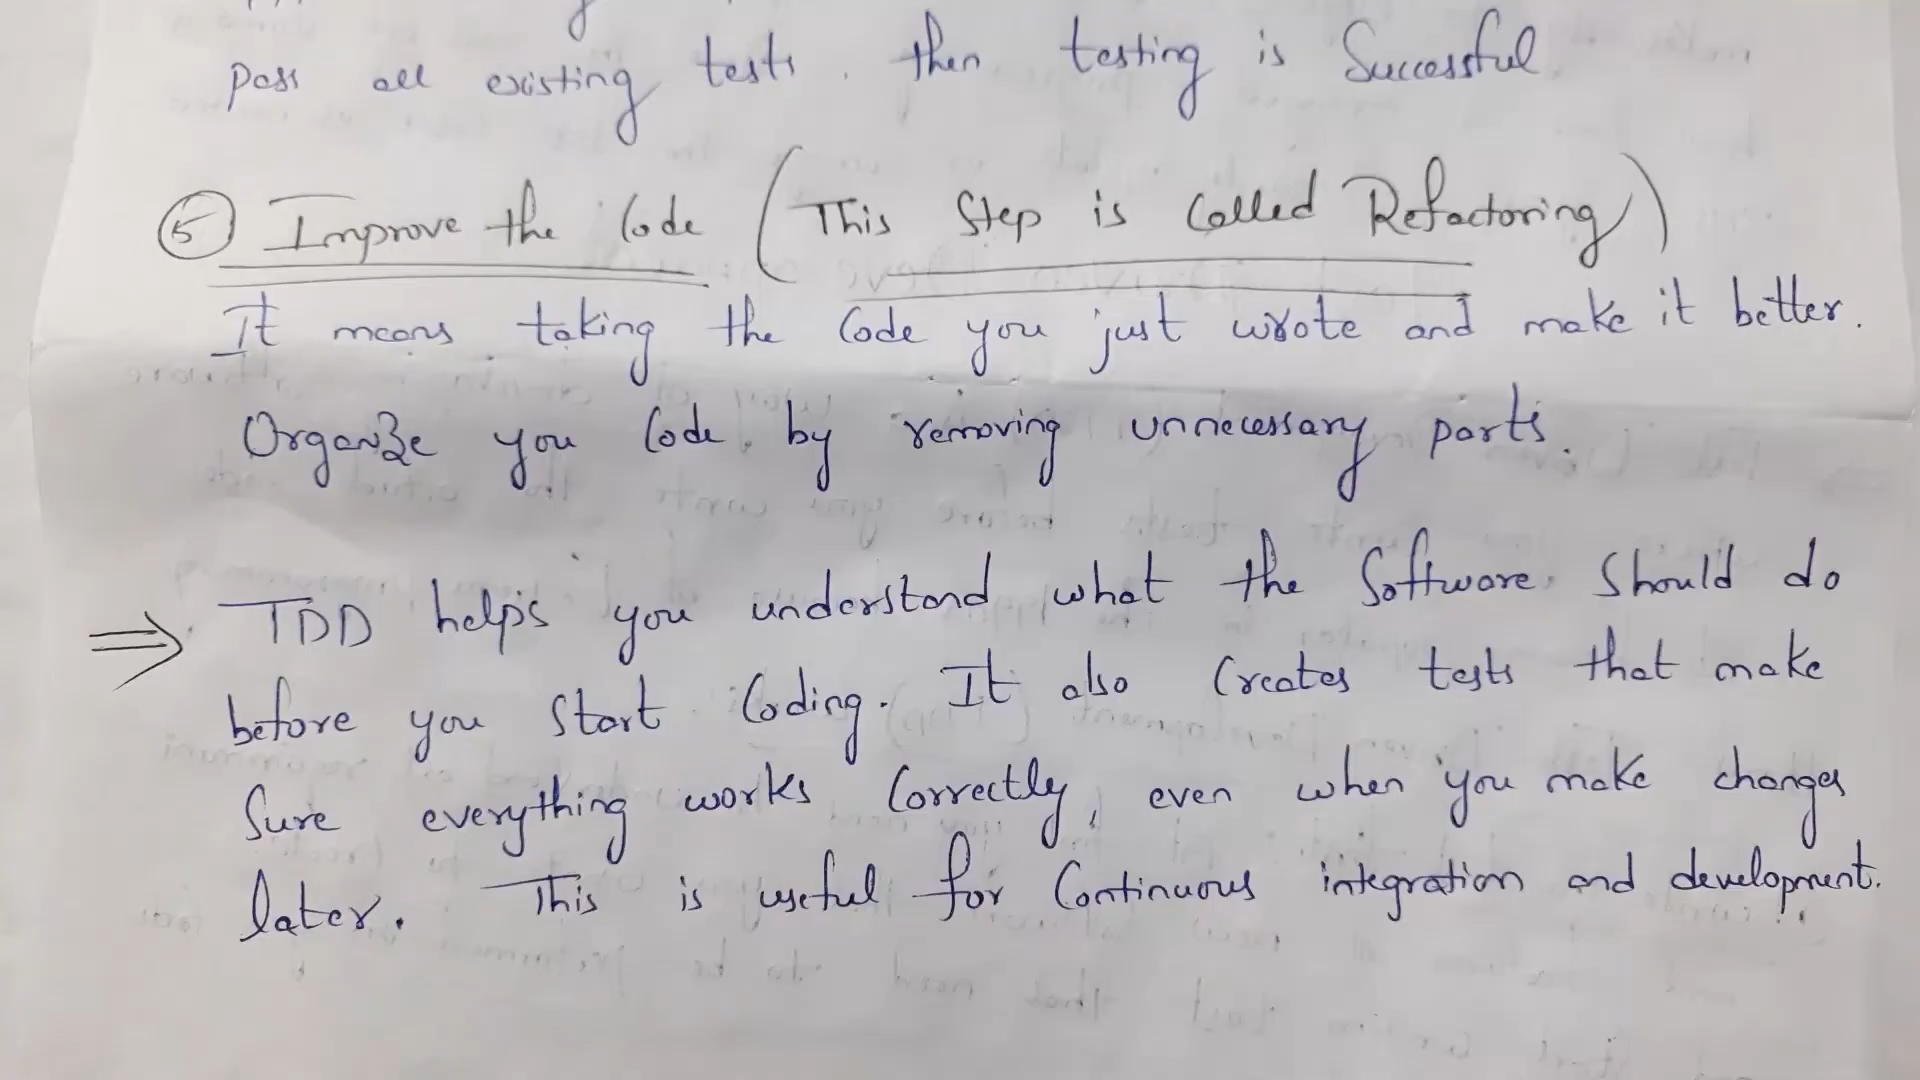 pass all existing tests, then testing is Successful
⑤ Improve the Code (This Step is Called Refactoring)
It means taking the Code you just wrote and make it better.
Organize you Code by removing unnecessary parts.
⇒ TDD helps you understand what the Software Should do
before you Start Coding. It also Creates tests that make
Sure everything works Correctly, even when you make changes
later. This is useful for Continuous integration and development.